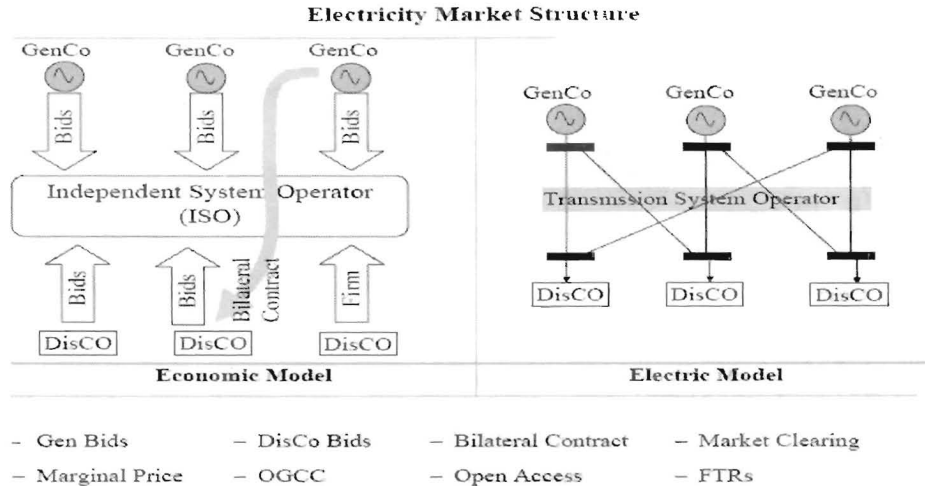 Electricity Market Structure
GenCo GenCo GenCo
Bids Bids Bids
Independent System Operator
(ISO)
Bids Bids Bilateral Contract Firm
DisCO DisCO DisCO
Economic Model
GenCo GenCo GenCo
Transmssion System Operator
DisCO DisCO DisCO
Electric Model
– Gen Bids – DisCo Bids – Bilateral Contract – Market Clearing
– Marginal Price – OGCC – Open Access – FTRs